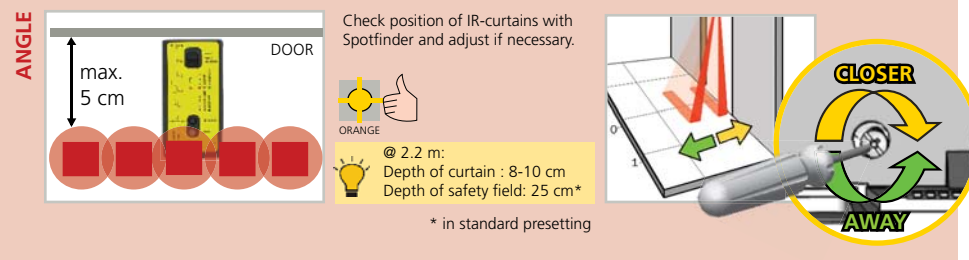 ANGLE
DOOR
max.
5 cm
Check position of IR-curtains with
Spotfinder and adjust if necessary.
ORANGE
@ 2.2 m:
Depth of curtain : 8-10 cm
Depth of safety field: 25 cm*
* in standard presetting
0
1
CLOSER
AWAY